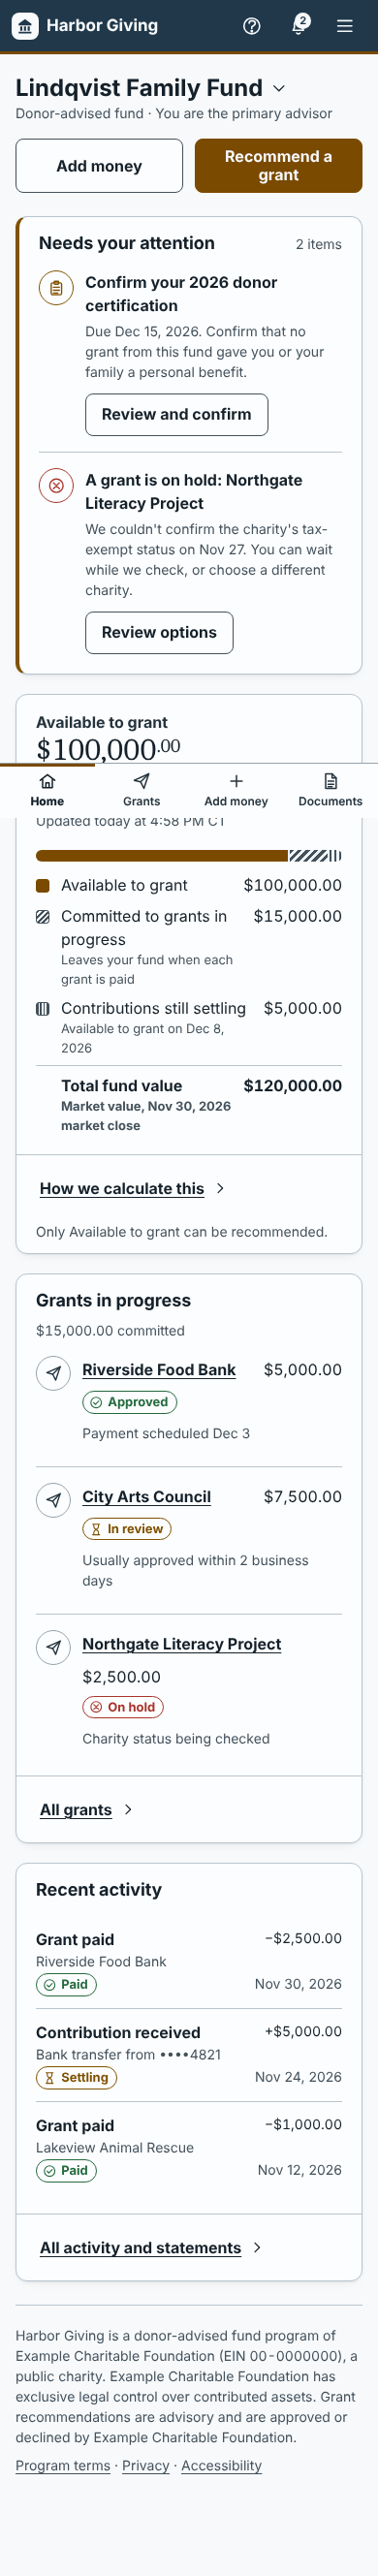 Harbor Giving
2
Lindqvist Family Fund
Donor-advised fund · You are the primary advisor
Add money
Recommend a
grant
Needs your attention
2 items
Confirm your 2026 donor
certification
Due Dec 15, 2026. Confirm that no
grant from this fund gave you or your
family a personal benefit.
Review and confirm
A grant is on hold: Northgate
Literacy Project
We couldn't confirm the charity's tax-
exempt status on Nov 27. You can wait
while we check, or choose a different
charity.
Review options
Available to grant
$100,000.00
Home
Grants
Add money
Documents
Updated today at 4:58 PM CT
Available to grant
$100,000.00
Committed to grants in
progress
$15,000.00
Leaves your fund when each
grant is paid
Contributions still settling
$5,000.00
Available to grant on Dec 8,
2026
Total fund value
$120,000.00
Market value, Nov 30, 2026
market close
How we calculate this
Only Available to grant can be recommended.
Grants in progress
$15,000.00 committed
Riverside Food Bank
$5,000.00
Approved
Payment scheduled Dec 3
City Arts Council
$7,500.00
In review
Usually approved within 2 business
days
Northgate Literacy Project
$2,500.00
On hold
Charity status being checked
All grants
Recent activity
Grant paid
−$2,500.00
Riverside Food Bank
Paid
Nov 30, 2026
Contribution received
+$5,000.00
Bank transfer from ••••4821
Settling
Nov 24, 2026
Grant paid
−$1,000.00
Lakeview Animal Rescue
Paid
Nov 12, 2026
All activity and statements
Harbor Giving is a donor-advised fund program of
Example Charitable Foundation (EIN 00-0000000), a
public charity. Example Charitable Foundation has
exclusive legal control over contributed assets. Grant
recommendations are advisory and are approved or
declined by Example Charitable Foundation.
Program terms · Privacy · Accessibility